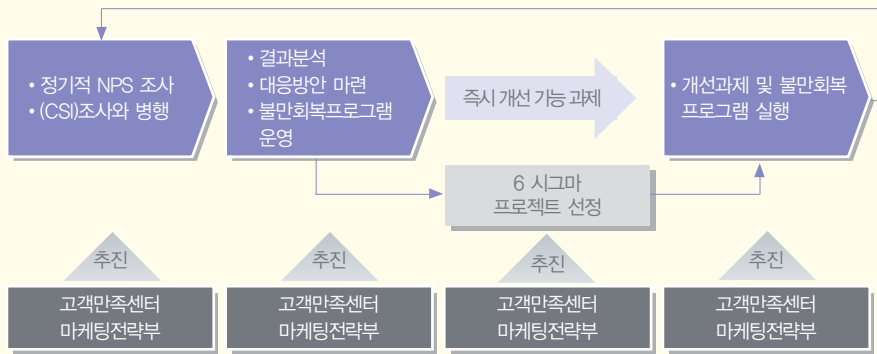 • 정기적 NPS 조사
• (CSI)조사와 병행
• 결과분석
• 대응방안 마련
• 불만회복프로그램
운영
즉시 개선 가능 과제
• 개선과제 및 불만회복
프로그램 실행
6 시그마
프로젝트 선정
추진
추진
추진
추진
고객만족센터
마케팅전략부
고객만족센터
마케팅전략부
고객만족센터
마케팅전략부
고객만족센터
마케팅전략부